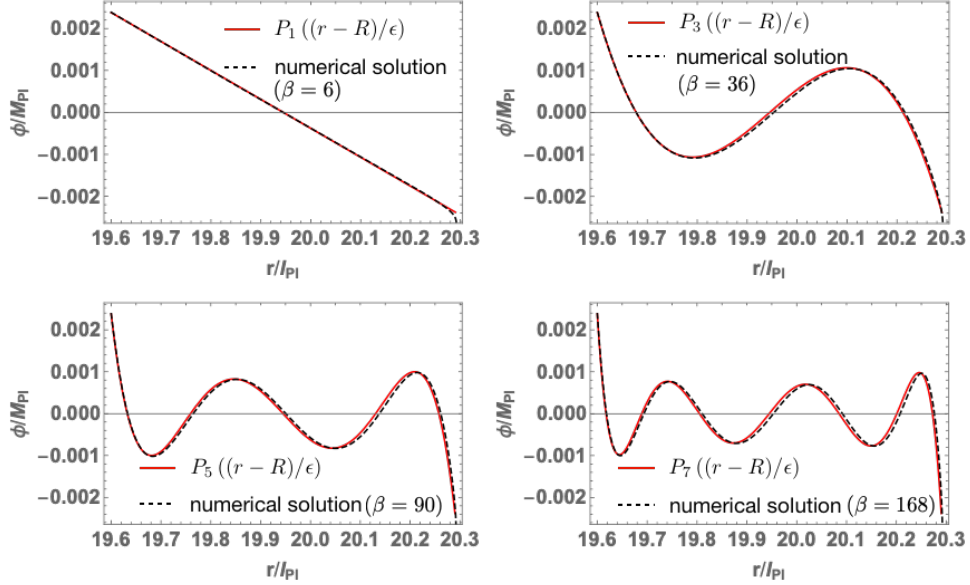 P₁ ((r − R)/ϵ)
numerical solution
(β = 6)
ϕ/M_Pl
0.002
0.001
0.000
−0.001
−0.002
19.6 19.7 19.8 19.9 20.0 20.1 20.2 20.3
r/l_Pl
P₃ ((r − R)/ϵ)
numerical solution
(β = 36)
ϕ/M_Pl
0.002
0.001
0.000
−0.001
−0.002
19.6 19.7 19.8 19.9 20.0 20.1 20.2 20.3
r/l_Pl
ϕ/M_Pl
0.002
0.001
0.000
−0.001
−0.002
P₅ ((r − R)/ϵ)
numerical solution (β = 90)
19.6 19.7 19.8 19.9 20.0 20.1 20.2 20.3
r/l_Pl
ϕ/M_Pl
0.002
0.001
0.000
−0.001
−0.002
P₇ ((r − R)/ϵ)
numerical solution (β = 168)
19.6 19.7 19.8 19.9 20.0 20.1 20.2 20.3
r/l_Pl